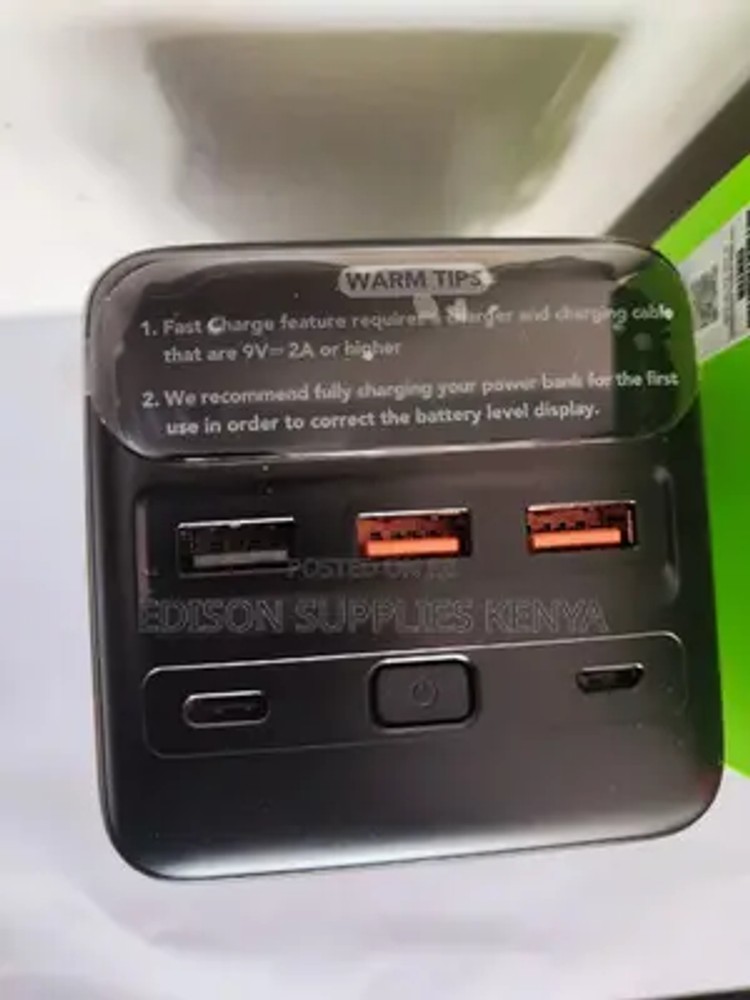 WARM TIPS
1. Fast Charge feature requires a charger and charging cable
that are 9V⎓2A or higher
2. We recommend fully charging your power bank for the first
use in order to correct the battery level display.
POSTED ON
EDISON SUPPLIES KENYA